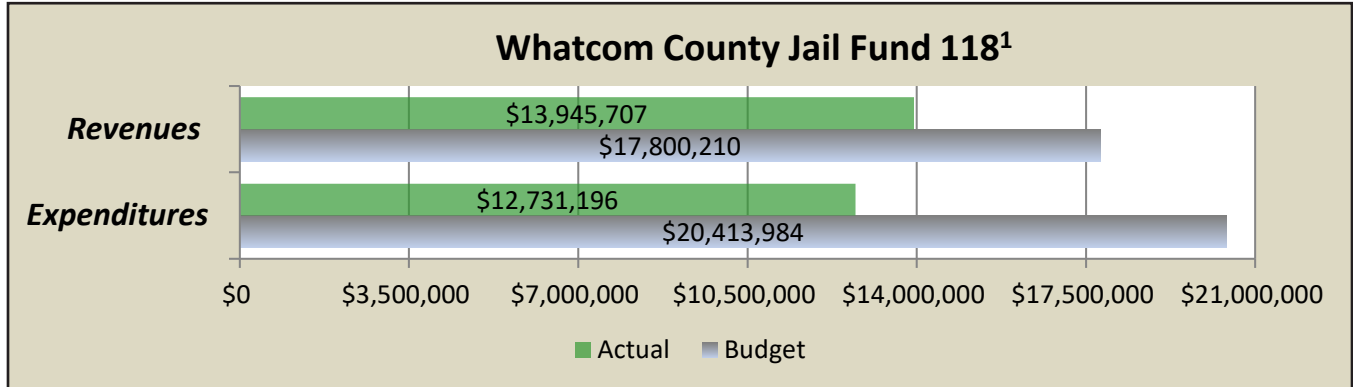 Whatcom County Jail Fund 118¹
Revenues
$13,945,707
$17,800,210
Expenditures
$12,731,196
$20,413,984
$0 $3,500,000 $7,000,000 $10,500,000 $14,000,000 $17,500,000 $21,000,000
Actual Budget